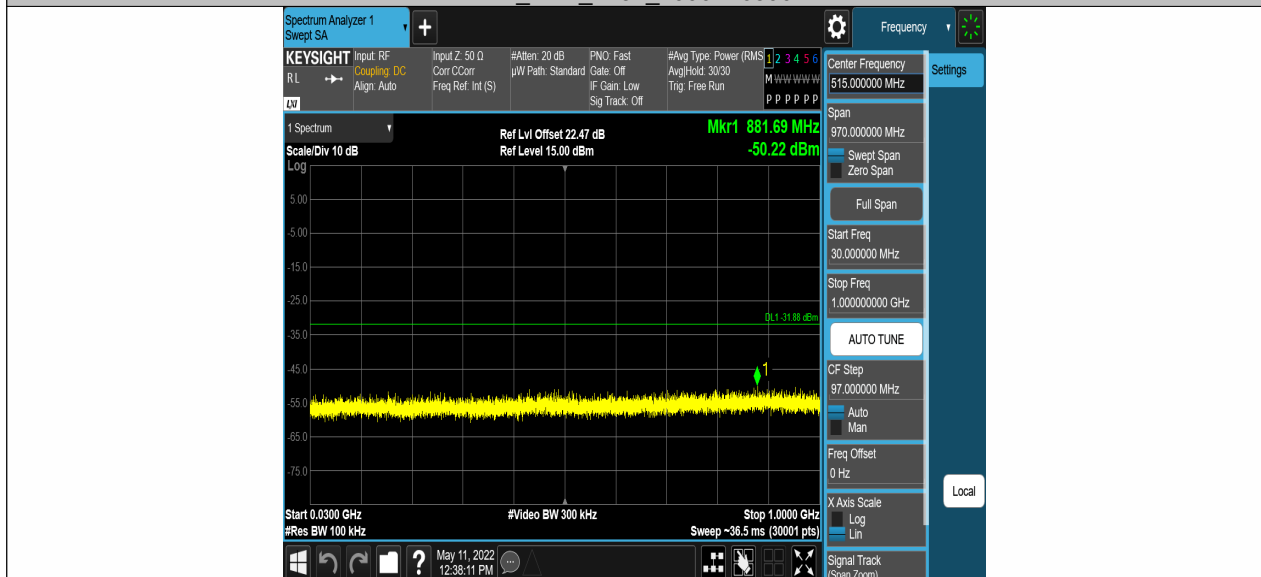 Spectrum Analyzer 1
Swept SA
+
Frequency
KEYSIGHT
RL
LXI
Input: RF
Coupling: DC
Align: Auto
Input Z: 50 Ω
Corr CCorr
Freq Ref: Int (S)
#Atten: 20 dB
µW Path: Standard
PNO: Fast
Gate: Off
IF Gain: Low
Sig Track: Off
#Avg Type: Power (RMS
Avg|Hold: 30/30
Trig: Free Run
1 2 3 4 5 6
M W W W W W
P P P P P P
1 Spectrum
Scale/Div 10 dB
Log
Ref Lvl Offset 22.47 dB
Ref Level 15.00 dBm
Mkr1 881.69 MHz
-50.22 dBm
5.00
-5.00
-15.0
-25.0
DL1 -31.88 dBm
-35.0
-45.0
1
-55.0
-65.0
-75.0
Start 0.0300 GHz
#Res BW 100 kHz
#Video BW 300 kHz
Stop 1.0000 GHz
Sweep ~36.5 ms (30001 pts)
May 11, 2022
12:38:11 PM
?
Center Frequency
515.000000 MHz
Settings
Span
970.000000 MHz
Swept Span
Zero Span
Full Span
Start Freq
30.000000 MHz
Stop Freq
1.000000000 GHz
AUTO TUNE
CF Step
97.000000 MHz
Auto
Man
Freq Offset
0 Hz
Local
X Axis Scale
Log
Lin
Signal Track
(Span Zoom)